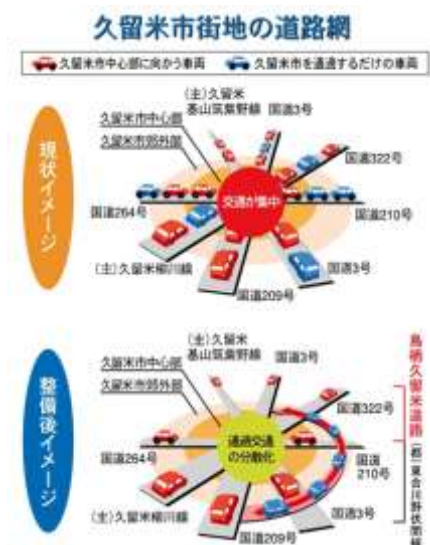 久留米市街地の道路網
久留米市中心部に向かう車両
久留米市を通過するだけの車両
現状イメージ
(主)久留米
基山筑紫野線
国道3号
久留米市中心部
久留米市郊外部
国道322号
交通が集中
国道264号
国道210号
(主)久留米柳川線
国道3号
国道209号
整備後イメージ
(主)久留米
基山筑紫野線
国道3号
久留米市中心部
久留米市郊外部
国道322号
通過交通
の分散化
国道264号
国道
210号
(主)久留米柳川線
国道3号
国道209号
鳥栖久留米道路
(都)東合川野伏間線